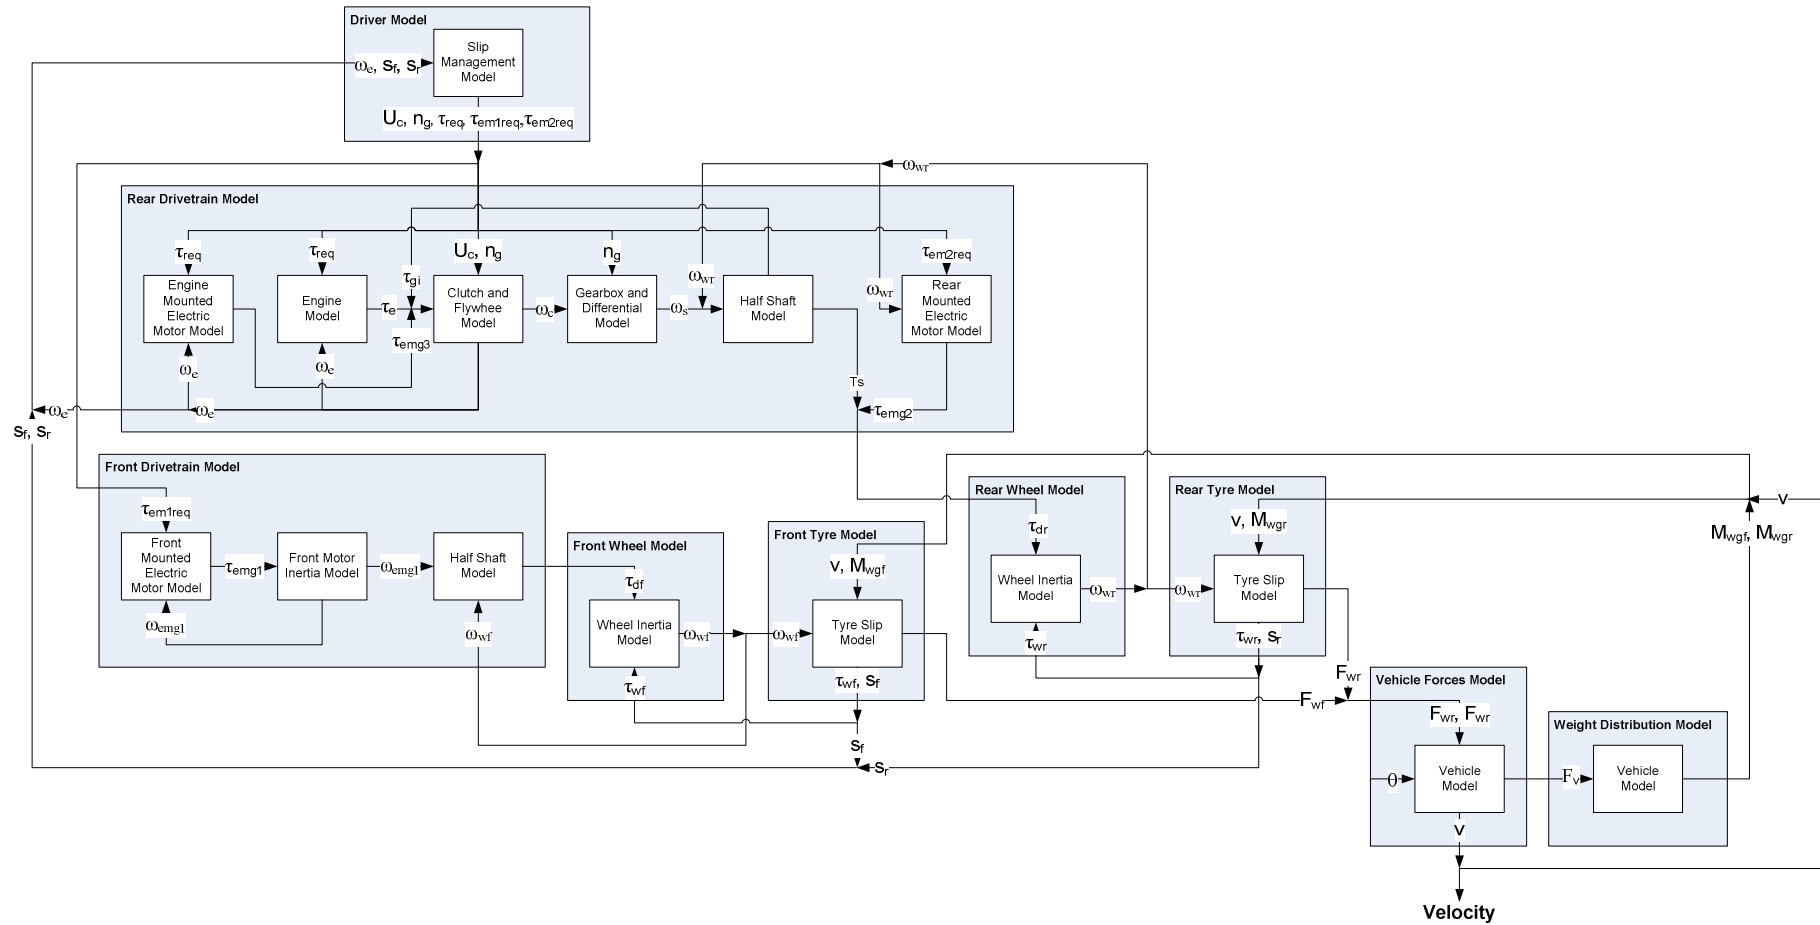 Driver Model
Slip
Management
Model
ωe, sf, sr
Uc, ng, τreq, τem1req,τem2req
ωwr
Rear Drivetrain Model
τreq
τreq
Uc, ng
ng
τem2req
τgi
ωwr
ωwr
Engine
Mounted
Electric
Motor Model
Engine
Model
τe
Clutch and
Flywhee
Model
ωc
Gearbox and
Differential
Model
ωs
Half Shaft
Model
Rear
Mounted
Electric
Motor Model
τemg3
ωe
ωe
Ts
ωe
ωe
τemg2
sf, sr
Front Drivetrain Model
τem1req
Front
Mounted
Electric
Motor Model
τemg1
Front Motor
Inertia Model
ωemg1
Half Shaft
Model
ωemg1
ωwf
Front Wheel Model
τdf
Wheel Inertia
Model
ωwf
τwf
Front Tyre Model
v, Mwgf
ωwf
Tyre Slip
Model
τwf, sf
sf
sr
Rear Wheel Model
τdr
Wheel Inertia
Model
ωwr
τwr
Rear Tyre Model
v, Mwgr
ωwr
Tyre Slip
Model
τwr, sr
v
Mwgf, Mwgr
Fwr
Fwf
Vehicle Forces Model
Fwr, Fwr
θ
Vehicle
Model
v
Fv
Weight Distribution Model
Vehicle
Model
Velocity